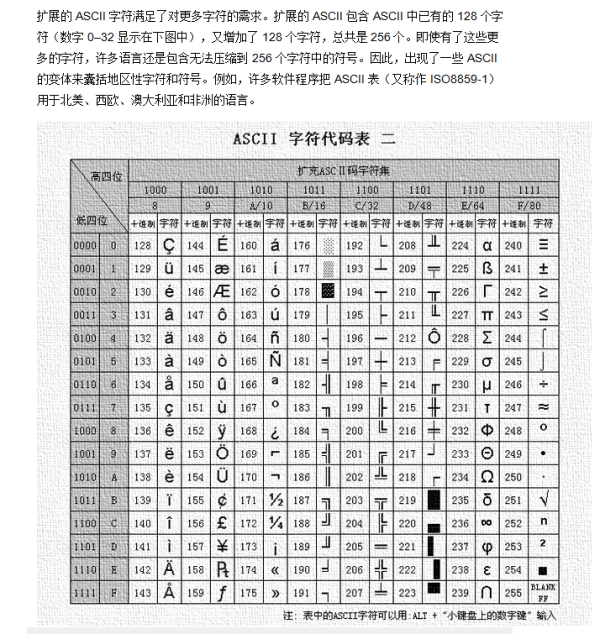 扩展的 ASCII 字符满足了对更多字符的需求。扩展的 ASCII 包含 ASCII 中已有的 128 个字
符（数字 0–32 显示在下图中），又增加了 128 个字符，总共是 256 个。即使有了这些更
多的字符，许多语言还是包含无法压缩到 256 个字符中的符号。因此，出现了一些 ASCII
的变体来囊括地区性字符和符号。例如，许多软件程序把 ASCII 表（又称作 ISO8859-1）
用于北美、西欧、澳大利亚和非洲的语言。
ASCII 字符代码表 二
高四位 扩充ASCII码字符集
1000 1001 1010 1011 1100 1101 1110 1111
8 9 A/10 B/16 C/32 D/48 E/64 F/80
低四位 十进制 字符 十进制 字符 十进制 字符 十进制 字符 十进制 字符 十进制 字符 十进制 字符 十进制 字符
0000 0 128 Ç 144 É 160 á 176 ░ 192 └ 208 ╨ 224 α 240 ≡
0001 1 129 ü 145 æ 161 í 177 ▒ 193 ┴ 209 ╤ 225 ß 241 ±
0010 2 130 é 146 Æ 162 ó 178 ▓ 194 ┬ 210 ╥ 226 Γ 242 ≥
0011 3 131 â 147 ô 163 ú 179 │ 195 ├ 211 ╙ 227 π 243 ≤
0100 4 132 ä 148 ö 164 ñ 180 ┤ 196 ─ 212 Ô 228 Σ 244 ⌠
0101 5 133 à 149 ò 165 Ñ 181 ╡ 197 ┼ 213 ╒ 229 σ 245 ⌡
0110 6 134 å 150 û 166 ª 182 ╢ 198 ╞ 214 ╓ 230 µ 246 ÷
0111 7 135 ç 151 ù 167 º 183 ╖ 199 ╟ 215 ╫ 231 τ 247 ≈
1000 8 136 ê 152 ÿ 168 ¿ 184 ╕ 200 ╚ 216 ╪ 232 Φ 248 °
1001 9 137 ë 153 Ö 169 ⌐ 185 ╣ 201 ╔ 217 ┘ 233 Θ 249 •
1010 A 138 è 154 Ü 170 ¬ 186 ║ 202 ╩ 218 ┌ 234 Ω 250 ·
1011 B 139 ï 155 ¢ 171 ½ 187 ╗ 203 ╦ 219 █ 235 δ 251 √
1100 C 140 î 156 £ 172 ¼ 188 ╝ 204 ╠ 220 ▄ 236 ∞ 252 ⁿ
1101 D 141 ì 157 ¥ 173 ¡ 189 ╜ 205 ═ 221 ▌ 237 φ 253 ²
1110 E 142 Ä 158 ₧ 174 « 190 ╛ 206 ╬ 222 ▐ 238 ε 254 ■
1111 F 143 Å 159 ƒ 175 » 191 ┐ 207 ╧ 223 ▀ 239 ∩ 255 BLANK FF
注: 表中的ASCII字符可以用:ALT + “小键盘上的数字键” 输入